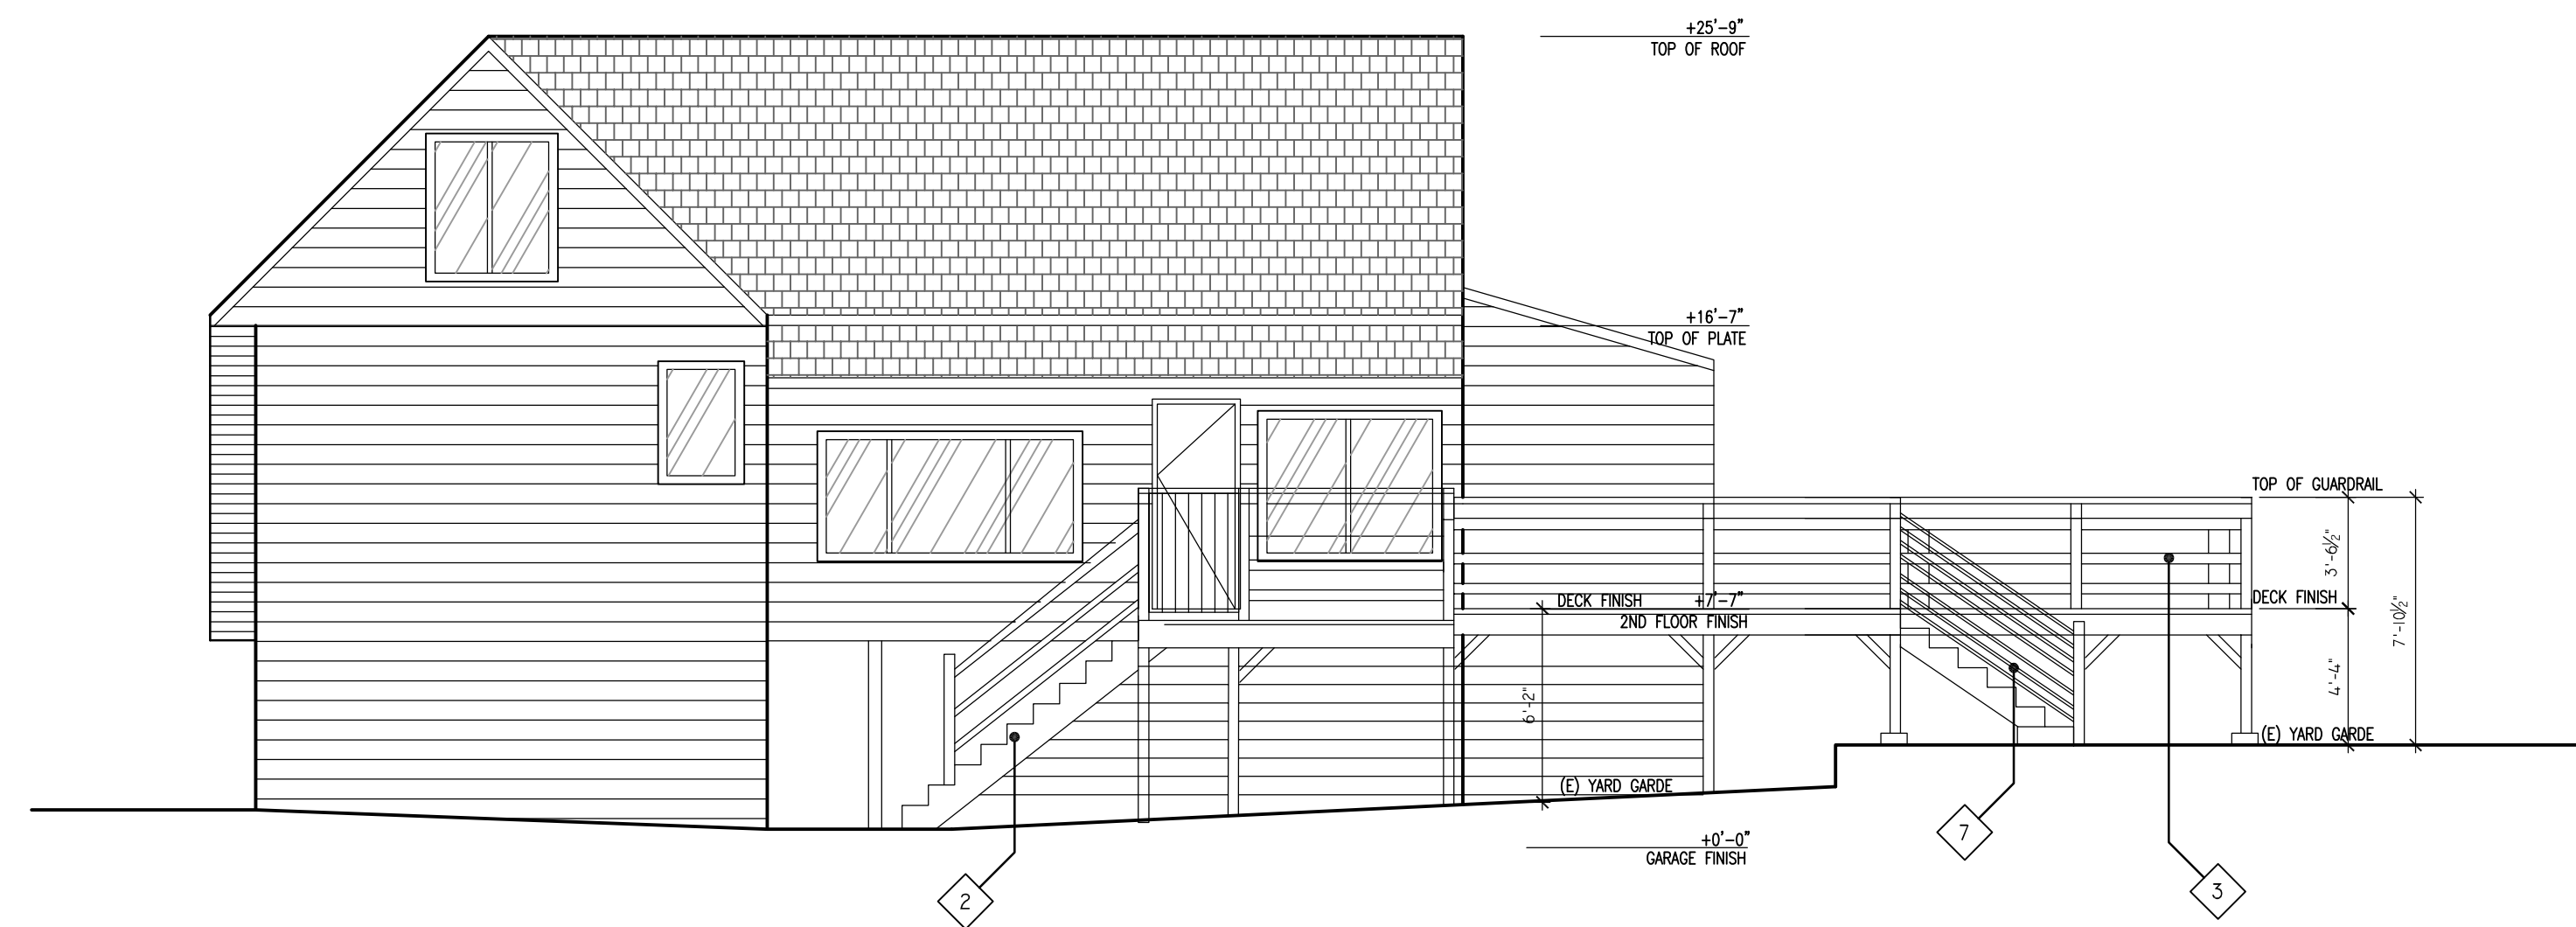 +25'-9"
TOP OF ROOF
+16'-7"
TOP OF PLATE
TOP OF GUARDRAIL
3'-6½"
DECK FINISH +7'-7"
2ND FLOOR FINISH
DECK FINISH
7'-10½"
4'-4"
6'-2"
(E) YARD GARDE
(E) YARD GARDE
+0'-0"
GARAGE FINISH
7
3
2